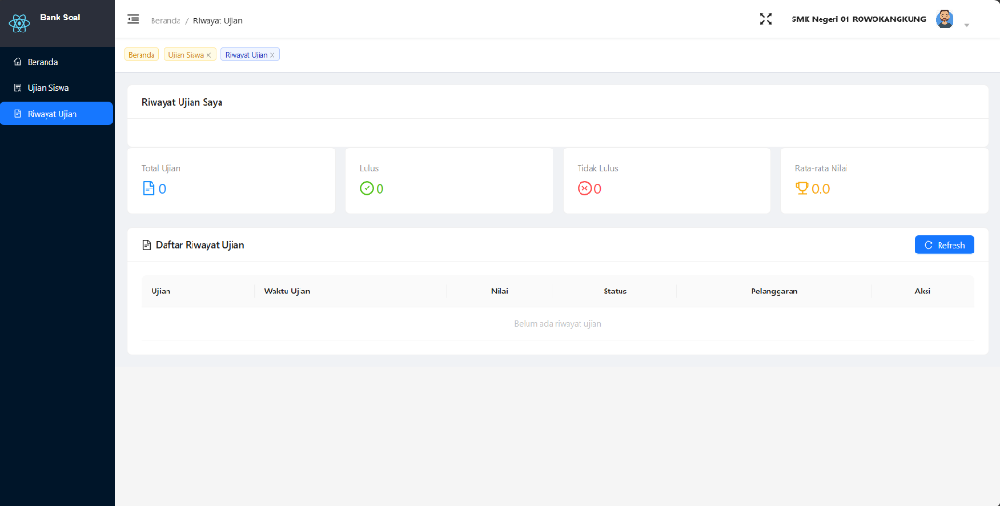 Bank Soal
Beranda / Riwayat Ujian
SMK Negeri 01 ROWOKANGKUNG
Beranda
Ujian Siswa
Riwayat Ujian
Beranda
Ujian Siswa
Riwayat Ujian
Riwayat Ujian Saya
Total Ujian
0
Lulus
0
Tidak Lulus
0
Rata-rata Nilai
0.0
Daftar Riwayat Ujian
Refresh
Ujian Waktu Ujian Nilai Status Pelanggaran Aksi
Belum ada riwayat ujian